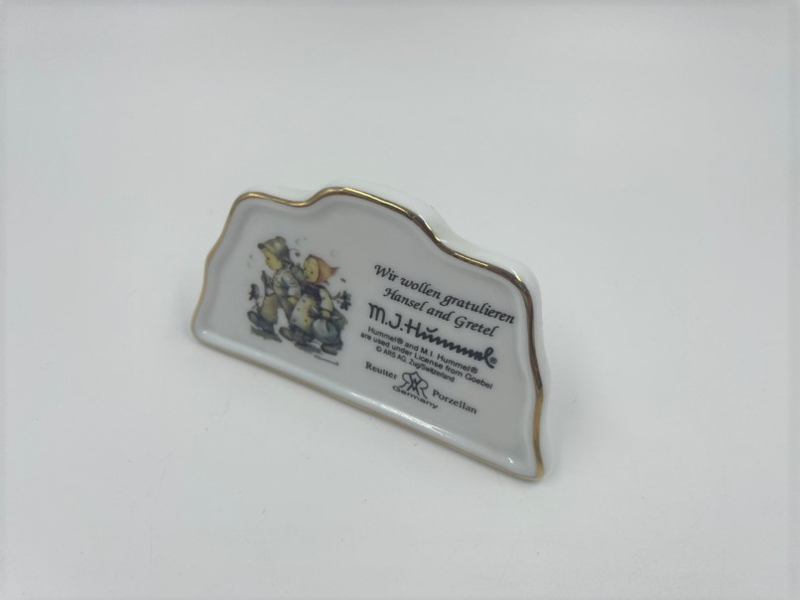 Wir wollen gratulieren
Hansel and Gretel
M.J.Hummel®
Hummel® and M.I. Hummel®
are used under License from Goebel
© ARS AG, Zug/Switzerland
Reutter Porzellan
Germany